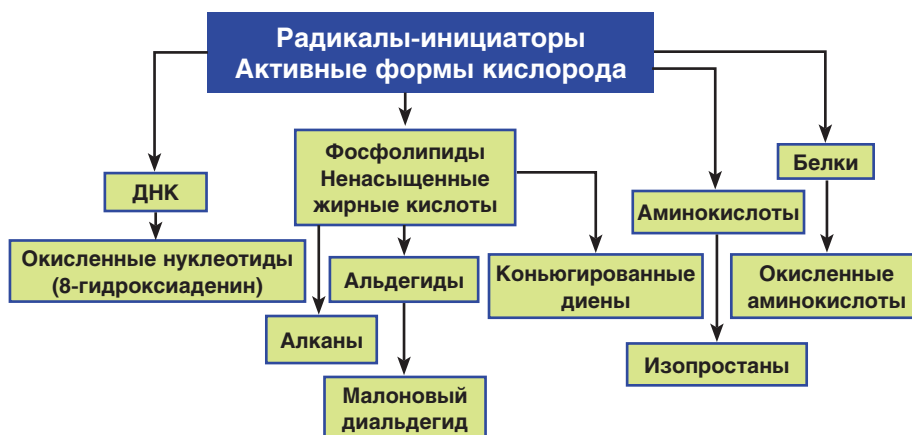 Радикалы-инициаторы
Активные формы кислорода
ДНК
Окисленные нуклеотиды
(8-гидроксиаденин)
Фосфолипиды
Ненасыщенные
жирные кислоты
Алканы
Альдегиды
Малоновый
диальдегид
Коньюгированные
диены
Аминокислоты
Изопростаны
Белки
Окисленные
аминокислоты